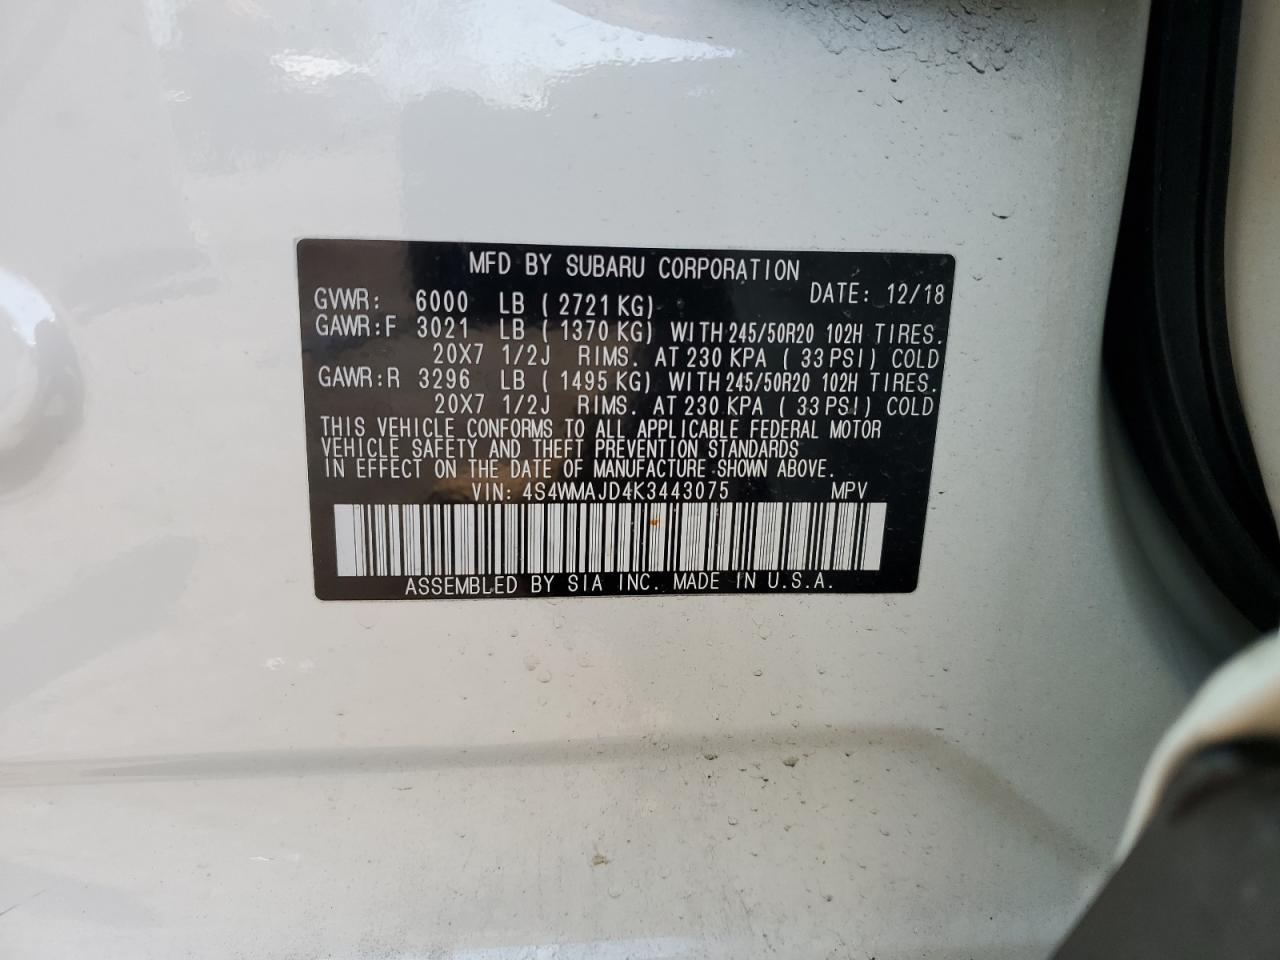 MFD BY SUBARU CORPORATION
DATE: 12/18
GVWR: 6000 LB (2721 KG)
GAWR: F 3021 LB (1370 KG) WITH 245/50R20 102H TIRES.
20X7 1/2J RIMS. AT 230 KPA (33 PSI) COLD
GAWR: R 3296 LB (1495 KG) WITH 245/50R20 102H TIRES.
20X7 1/2J RIMS. AT 230 KPA (33 PSI) COLD
THIS VEHICLE CONFORMS TO ALL APPLICABLE FEDERAL MOTOR
VEHICLE SAFETY AND THEFT PREVENTION STANDARDS
IN EFFECT ON THE DATE OF MANUFACTURE SHOWN ABOVE.
VIN: 4S4WMAJD4K3443075 MPV
ASSEMBLED BY SIA INC. MADE IN U.S.A.